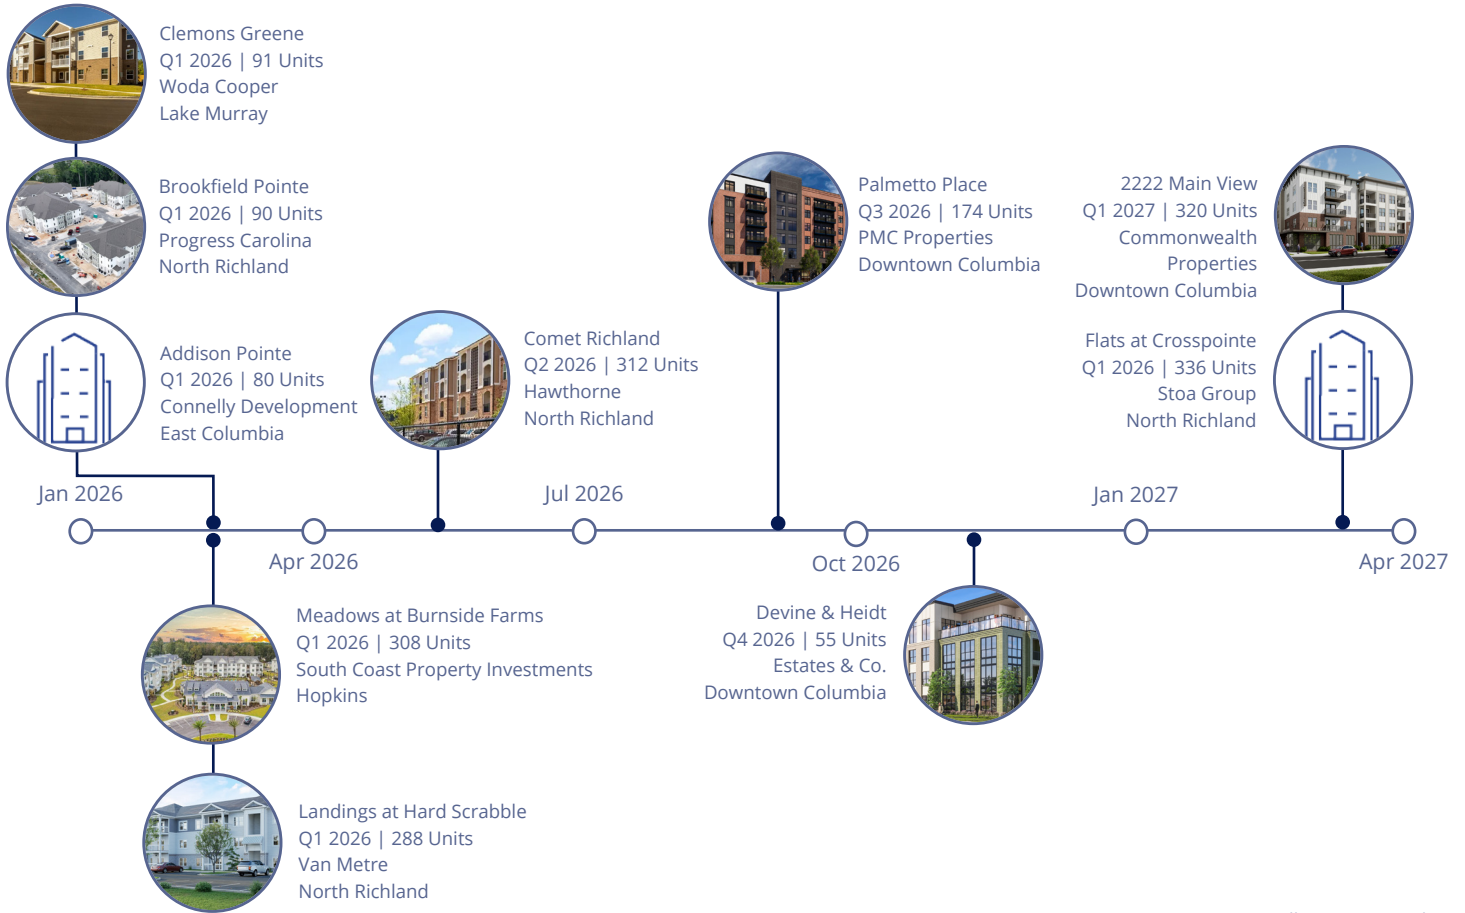 Clemons Greene
Q1 2026 | 91 Units
Woda Cooper
Lake Murray
Brookfield Pointe
Q1 2026 | 90 Units
Progress Carolina
North Richland
Addison Pointe
Q1 2026 | 80 Units
Connelly Development
East Columbia
Comet Richland
Q2 2026 | 312 Units
Hawthorne
North Richland
Palmetto Place
Q3 2026 | 174 Units
PMC Properties
Downtown Columbia
2222 Main View
Q1 2027 | 320 Units
Commonwealth
Properties
Downtown Columbia
Flats at Crosspointe
Q1 2026 | 336 Units
Stoa Group
North Richland
Jan 2026
Apr 2026
Jul 2026
Oct 2026
Jan 2027
Apr 2027
Meadows at Burnside Farms
Q1 2026 | 308 Units
South Coast Property Investments
Hopkins
Landings at Hard Scrabble
Q1 2026 | 288 Units
Van Metre
North Richland
Devine & Heidt
Q4 2026 | 55 Units
Estates & Co.
Downtown Columbia